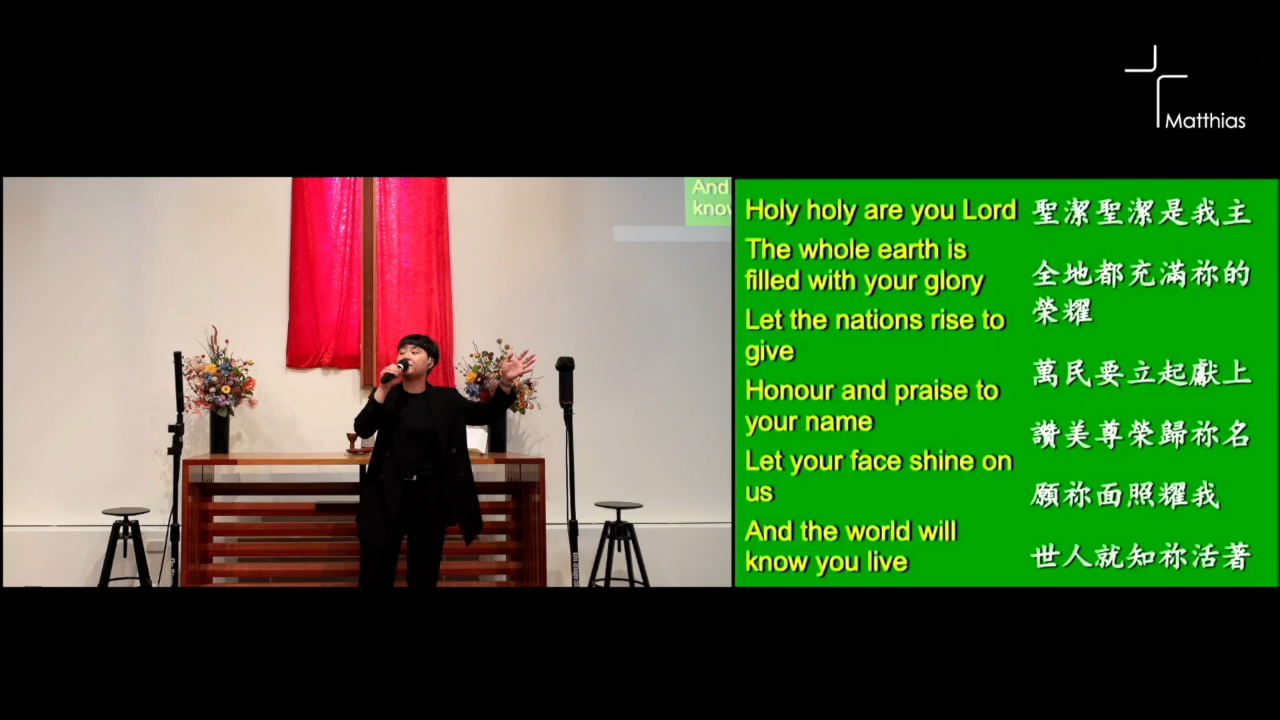 Matthias
And
know
Holy holy are you Lord
The whole earth is
filled with your glory
Let the nations rise to
give
Honour and praise to
your name
Let your face shine on
us
And the world will
know you live
聖潔聖潔是我主
全地都充滿祢的
榮耀
萬民要立起獻上
讚美尊榮歸祢名
願祢面照耀我
世人就知祢活著